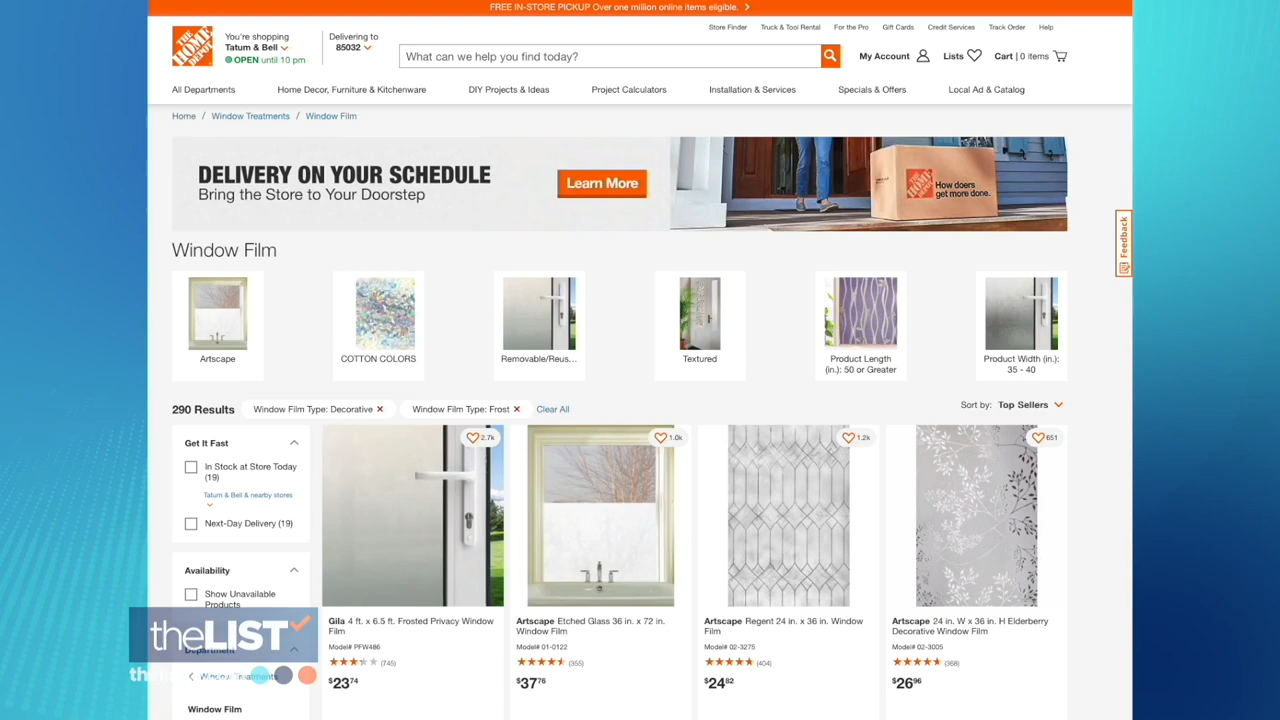 FREE IN-STORE PICKUP Over one million online items eligible.
Store Finder Truck & Tool Rental For the Pro Gift Cards Credit Services Track Order Help
THE HOME DEPOT
You're shopping
Tatum & Bell
OPEN until 10 pm
Delivering to
85032
What can we help you find today?
My Account Lists Cart | 0 items
All Departments Home Decor, Furniture & Kitchenware DIY Projects & Ideas Project Calculators Installation & Services Specials & Offers Local Ad & Catalog
Home / Window Treatments / Window Film
DELIVERY ON YOUR SCHEDULE
Bring the Store to Your Doorstep
Learn More
THE HOME DEPOT
How doers
get more done.
Feedback
Window Film
Artscape
COTTON COLORS
Removable/Reus...
Textured
Product Length
(in.): 50 or Greater
Product Width (in.):
35 - 40
290 Results Window Film Type: Decorative × Window Film Type: Frost × Clear All
Sort by: Top Sellers
Get It Fast
In Stock at Store Today
(19)
Tatum & Bell & nearby stores
Next-Day Delivery (19)
Availability
Show Unavailable
Products
theLIST
Department
Window Treatments
Window Film
2.7k
Gila 4 ft. x 6.5 ft. Frosted Privacy Window
Film
Model# PFW486
(745)
$23 74
1.0k
Artscape Etched Glass 36 in. x 72 in.
Window Film
Model# 01-0122
(355)
$37 76
1.2k
Artscape Regent 24 in. x 36 in. Window
Film
Model# 02-3275
(404)
$24 82
651
Artscape 24 in. W x 36 in. H Elderberry
Decorative Window Film
Model# 02-3005
(368)
$26 96